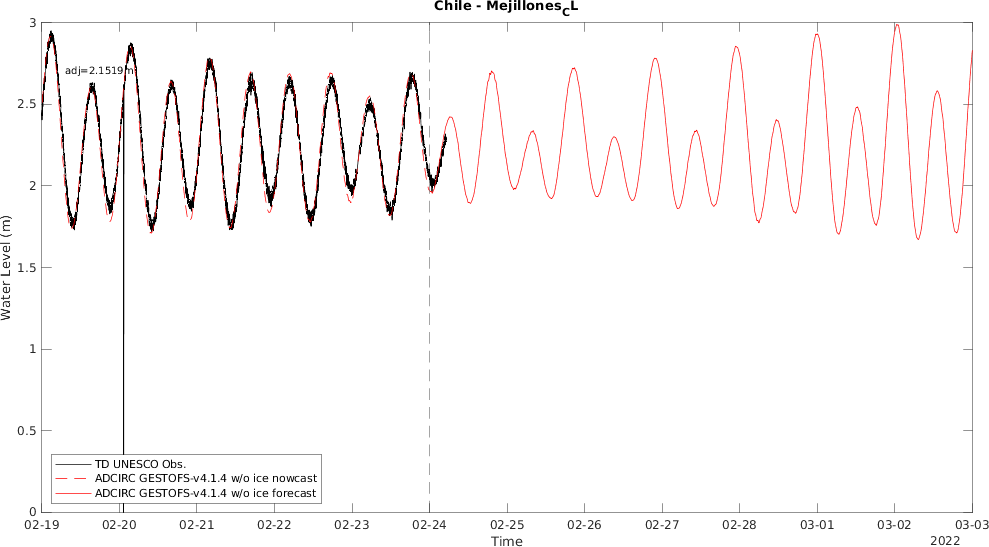 Chile - Mejillones_CL
adj=2.1519 m
3
2.5
2
1.5
1
0.5
0
Water Level (m)
TD UNESCO Obs.
ADCIRC GESTOFS-v4.1.4 w/o ice nowcast
ADCIRC GESTOFS-v4.1.4 w/o ice forecast
02-19 02-20 02-21 02-22 02-23 02-24 02-25 02-26 02-27 02-28 03-01 03-02 03-03
Time
2022